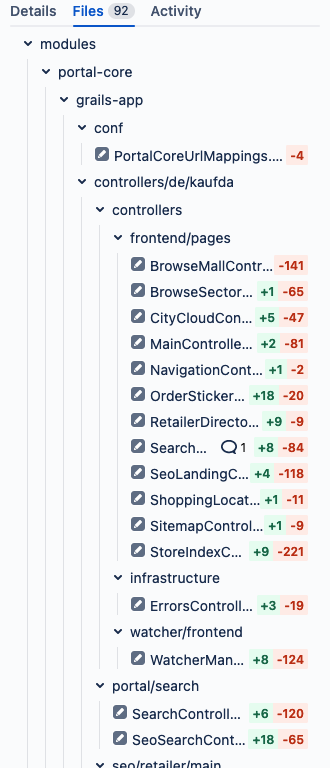 Details Files 92 Activity
modules
portal-core
grails-app
conf
PortalCoreUrlMappings.... -4
controllers/de/kaufda
controllers
frontend/pages
BrowseMallContr... -141
BrowseSector... +1 -65
CityCloudCon... +5 -47
MainControlle... +2 -81
NavigationCont... +1 -2
OrderSticker... +18 -20
RetailerDirecto... +9 -9
Search... 1 +8 -84
SeoLandingC... +4 -118
ShoppingLocat... +1 -11
SitemapControl... +1 -9
StoreIndexC... +9 -221
infrastructure
ErrorsControll... +3 -19
watcher/frontend
WatcherMan... +8 -124
portal/search
SearchControll... +6 -120
SeoSearchCont... +18 -65
seo/retailer/main